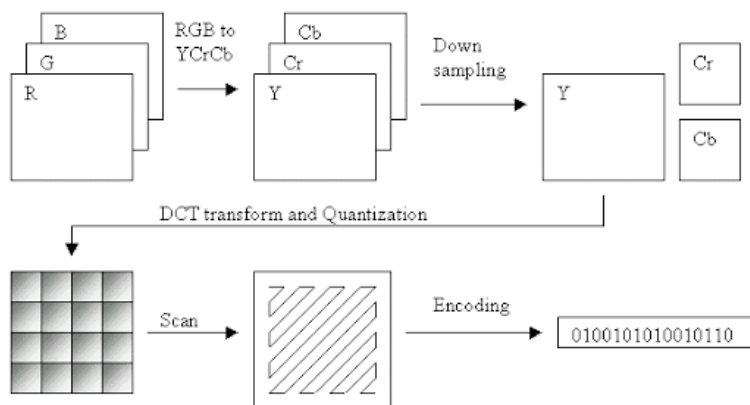 B
G
R
RGB to
YCrCb
Cb
Cr
Y
Down
sampling
Y
Cr
Cb
DCT transform and Quantization
Scan
Encoding
0100101010010110